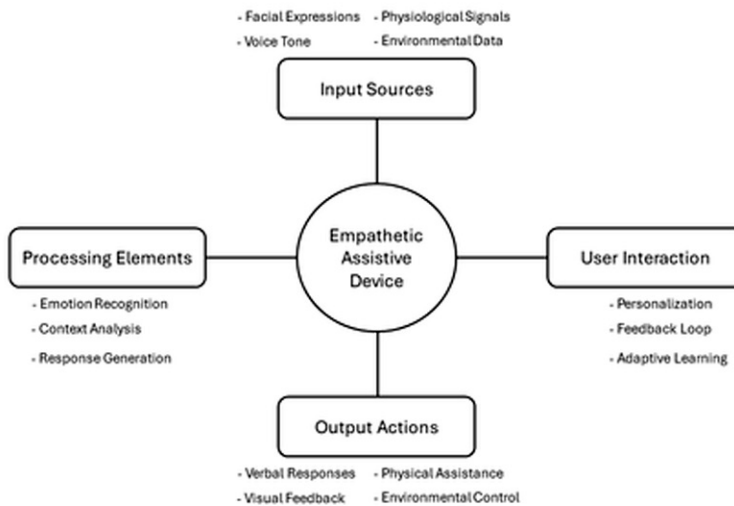 - Facial Expressions - Physiological Signals
- Voice Tone - Environmental Data
Input Sources
Empathetic
Assistive
Device
Processing Elements
- Emotion Recognition
- Context Analysis
- Response Generation
User Interaction
- Personalization
- Feedback Loop
- Adaptive Learning
Output Actions
- Verbal Responses - Physical Assistance
- Visual Feedback - Environmental Control